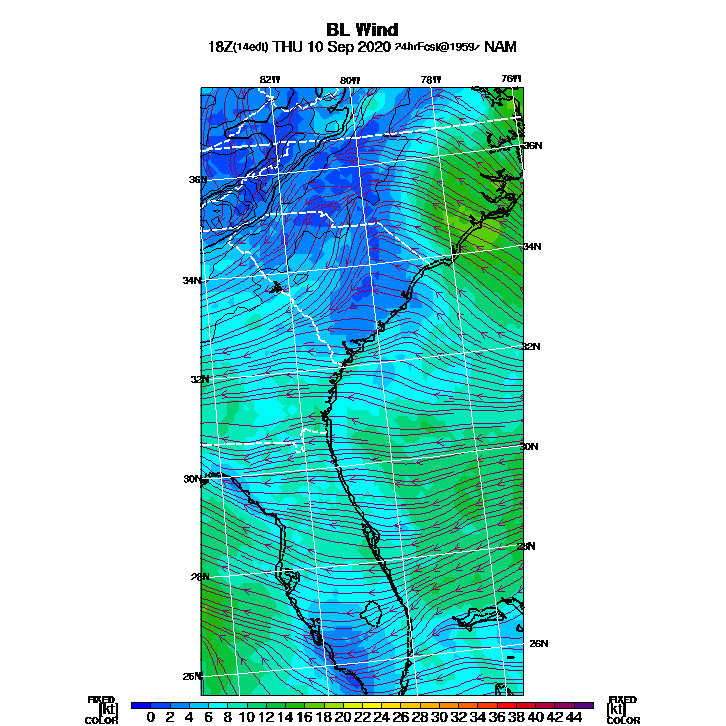 BL Wind
18Z(14edt) THU 10 Sep 2020 24hrFcst@1959z NAM
82W 80W 78W 76W
36N
36N
34N
34N
32N
32N
30N
30N
28N
28N
26N
26N
FIXED FIXED
[kt] 0 2 4 6 8 10 12 14 16 18 20 22 24 26 28 30 32 34 36 38 40 42 44 [kt]
COLOR COLOR